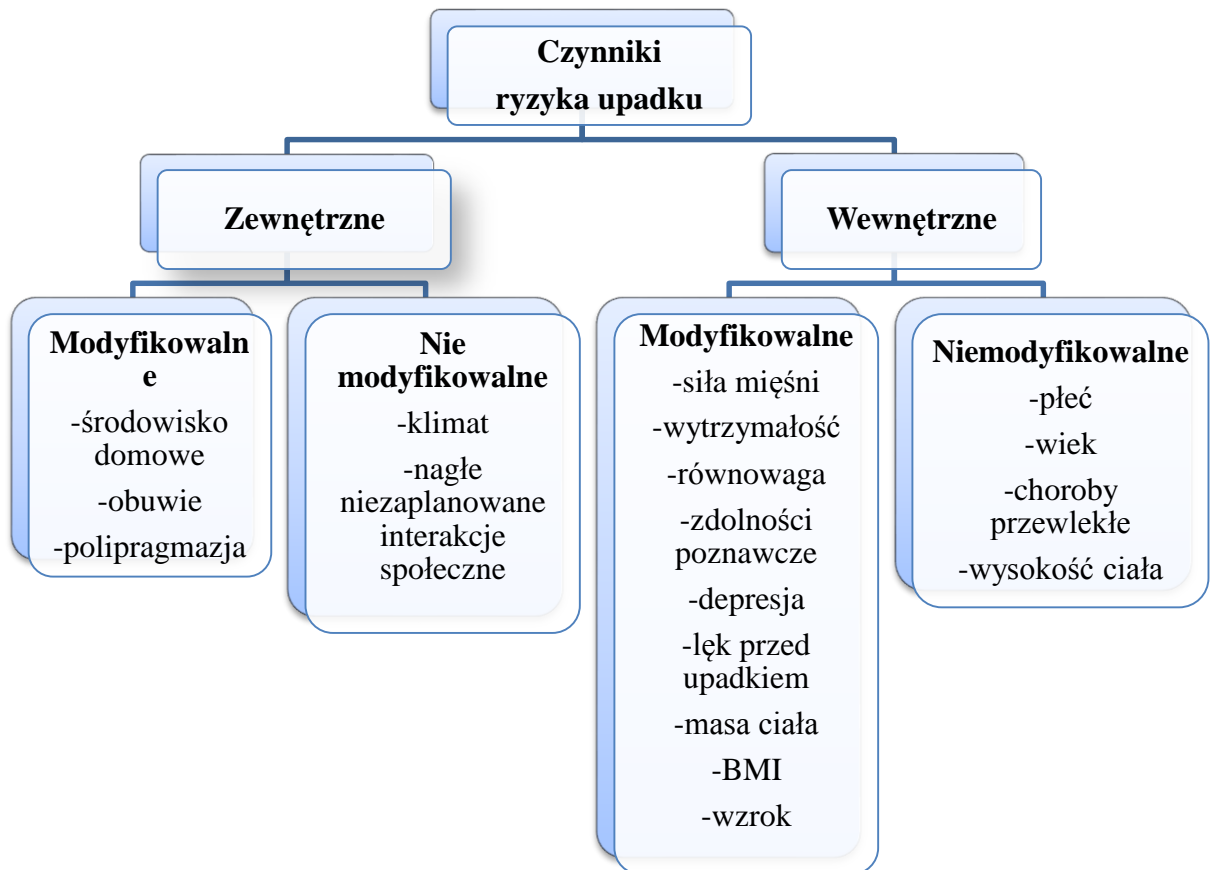 Czynniki
ryzyka upadku
Zewnętrzne
Wewnętrzne
Modyfikowaln
e
-środowisko
domowe
-obuwie
-polipragmazja
Nie
modyfikowalne
-klimat
-nagłe
niezaplanowane
interakcje
społeczne
Modyfikowalne
-siła mięśni
-wytrzymałość
-równowaga
-zdolności
poznawcze
-depresja
-lęk przed
upadkiem
-masa ciała
-BMI
-wzrok
Niemodyfikowalne
-płeć
-wiek
-choroby
przewlekłe
-wysokość ciała